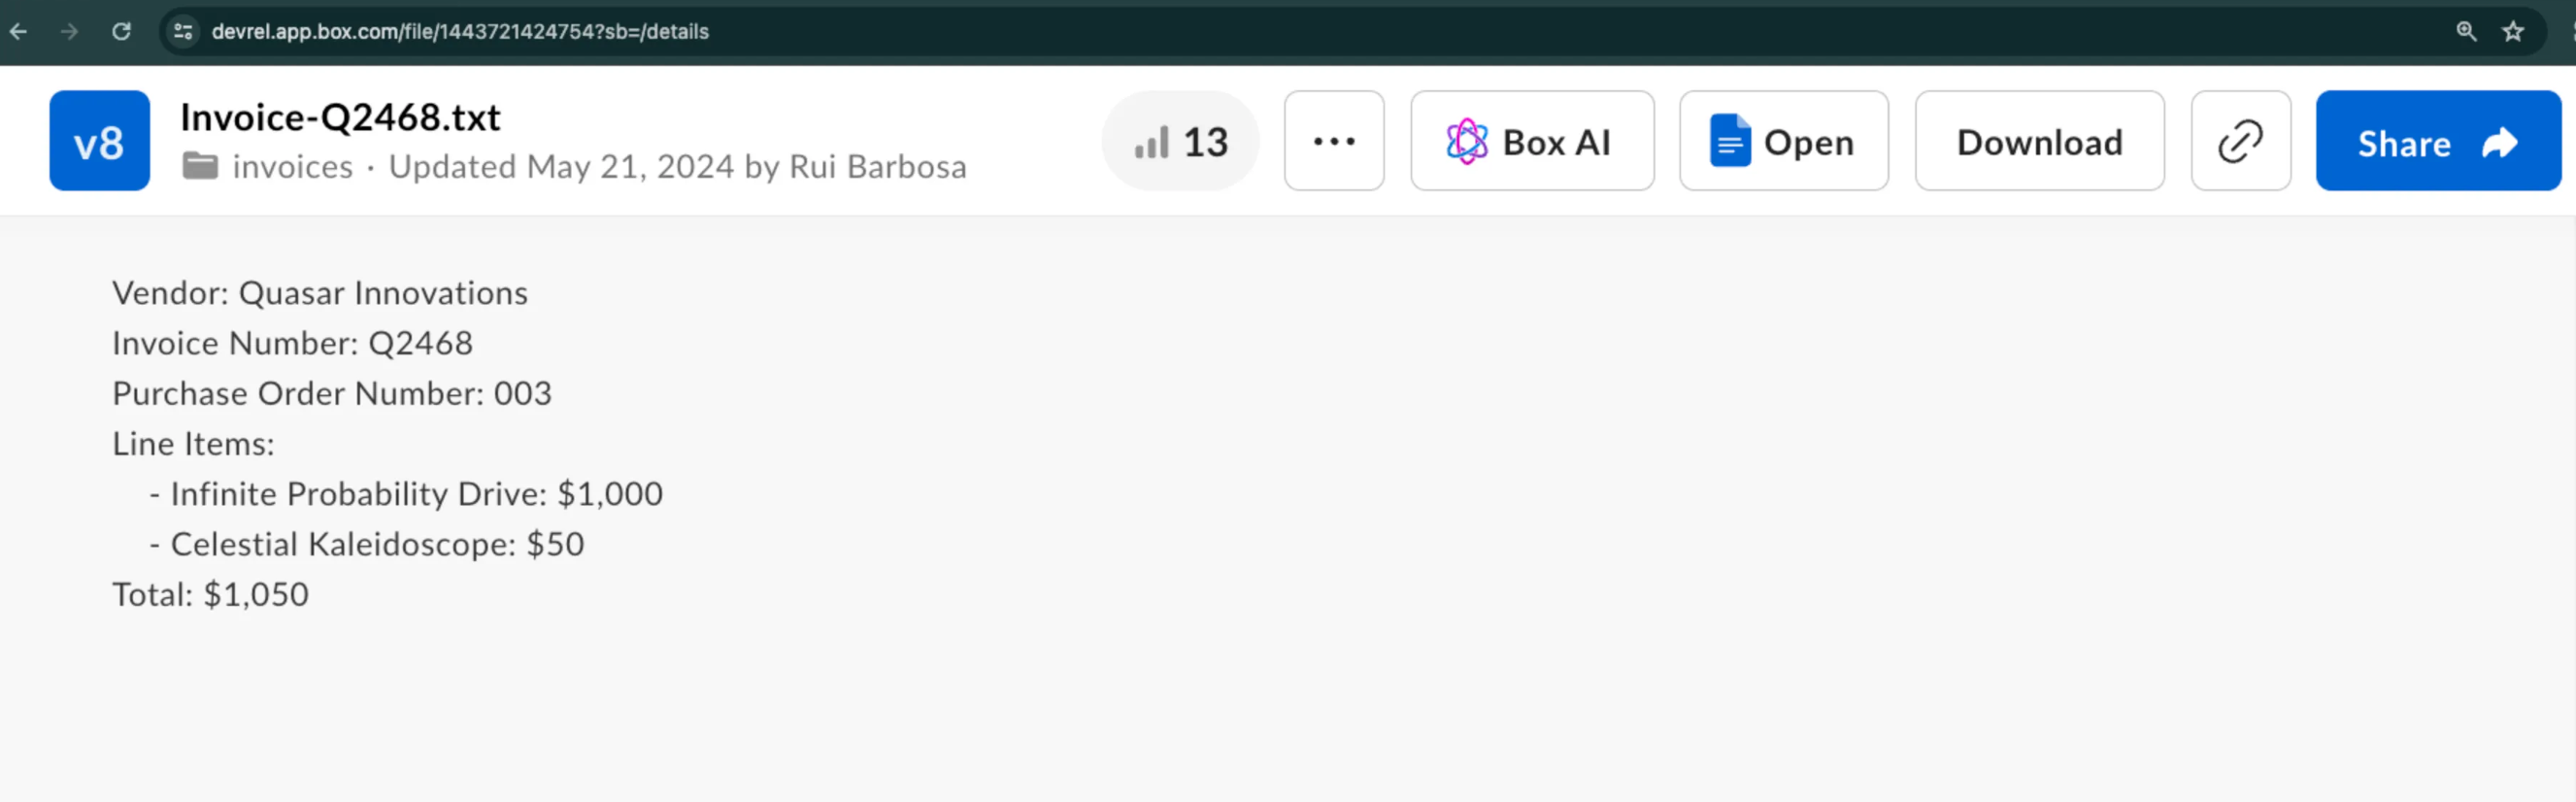 devrel.app.box.com/file/1443721424754?sb=/details
v8
Invoice-Q2468.txt
invoices · Updated May 21, 2024 by Rui Barbosa
13
Box AI
Open
Download
Share
Vendor: Quasar Innovations
Invoice Number: Q2468
Purchase Order Number: 003
Line Items:
- Infinite Probability Drive: $1,000
- Celestial Kaleidoscope: $50
Total: $1,050